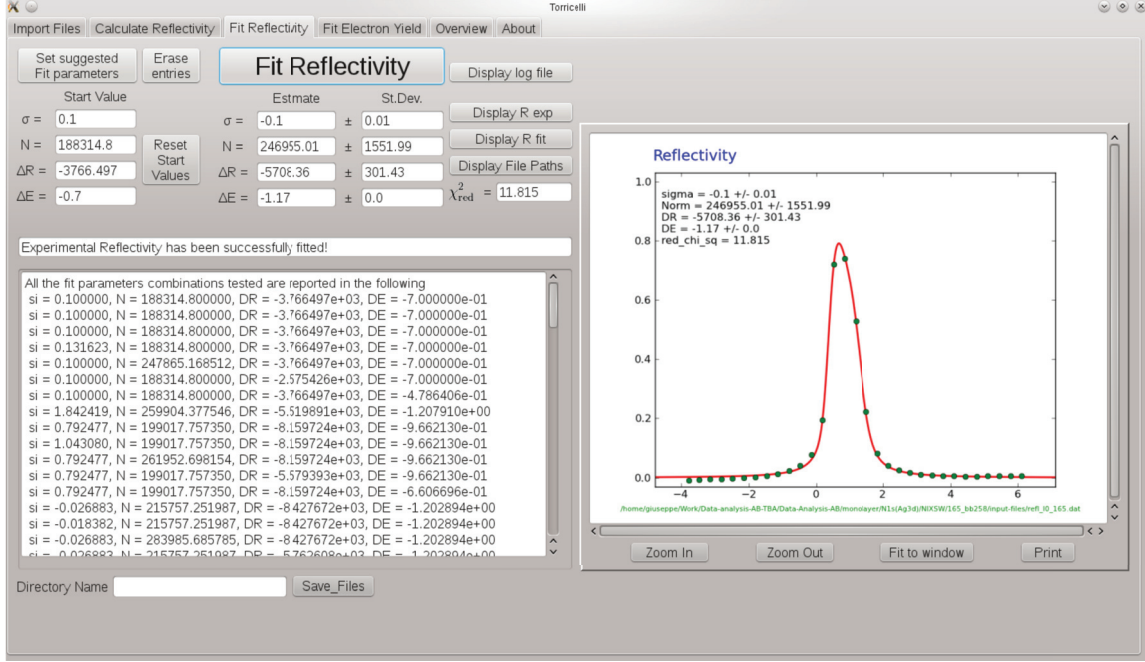 Torricelli
Import Files Calculate Reflectivity Fit Reflectivity Fit Electron Yield Overview About
Set suggested
Fit parameters
Erase
entries
Fit Reflectivity
Display log file
Start Value
Estmate St.Dev.
σ = 0.1
σ = -0.1 ± 0.01
Display R exp
N = 188314.8
Reset
Start
Values
N = 246955.01 ± 1551.99
Display R fit
ΔR = -3766.497
ΔR = -5708.36 ± 301.43
Display File Paths
ΔE = -0.7
ΔE = -1.17 ± 0.0
χ²red = 11.815
Experimental Reflectivity has been successfully fitted!
All the fit parameters combinations tested are reported in the following
si = 0.100000, N = 188314.800000, DR = -3.766497e+03, DE = -7.000000e-01
si = 0.100000, N = 188314.800000, DR = -3.766497e+03, DE = -7.000000e-01
si = 0.100000, N = 188314.800000, DR = -3.766497e+03, DE = -7.000000e-01
si = 0.131623, N = 188314.800000, DR = -3.766497e+03, DE = -7.000000e-01
si = 0.100000, N = 247865.168512, DR = -3.766497e+03, DE = -7.000000e-01
si = 0.100000, N = 188314.800000, DR = -2.575426e+03, DE = -7.000000e-01
si = 0.100000, N = 188314.800000, DR = -3.766497e+03, DE = -4.786406e-01
si = 1.842419, N = 259904.377546, DR = -5.519891e+03, DE = -1.207910e+00
si = 0.792477, N = 199017.757350, DR = -8.159724e+03, DE = -9.662130e-01
si = 1.043080, N = 199017.757350, DR = -8.159724e+03, DE = -9.662130e-01
si = 0.792477, N = 261952.698154, DR = -8.159724e+03, DE = -9.662130e-01
si = 0.792477, N = 199017.757350, DR = -5.579393e+03, DE = -9.662130e-01
si = 0.792477, N = 199017.757350, DR = -8.159724e+03, DE = -6.606696e-01
si = -0.026883, N = 215757.251987, DR = -8.427672e+03, DE = -1.202894e+00
si = -0.018382, N = 215757.251987, DR = -8.427672e+03, DE = -1.202894e+00
si = -0.026883, N = 283985.685785, DR = -8.427672e+03, DE = -1.202894e+00
si = -0.026883, N = 215757.251987, DR = -5.762608e+03, DE = -1.202894e+00
Directory Name
Save_Files
Reflectivity
sigma = -0.1 +/- 0.01
Norm = 246955.01 +/- 1551.99
DR = -5708.36 +/- 301.43
DE = -1.17 +/- 0.0
red_chi_sq = 11.815
1.0
0.8
0.6
0.4
0.2
0.0
−4 −2 0 2 4 6
/home/giuseppe/Work/Data-analysis-AB-TBA/Data-Analysis-AB/monolayer/N1s(Ag3d)/NIXSW/165_bb258/input-files/refl_I0_165.dat
Zoom In Zoom Out Fit to window Print